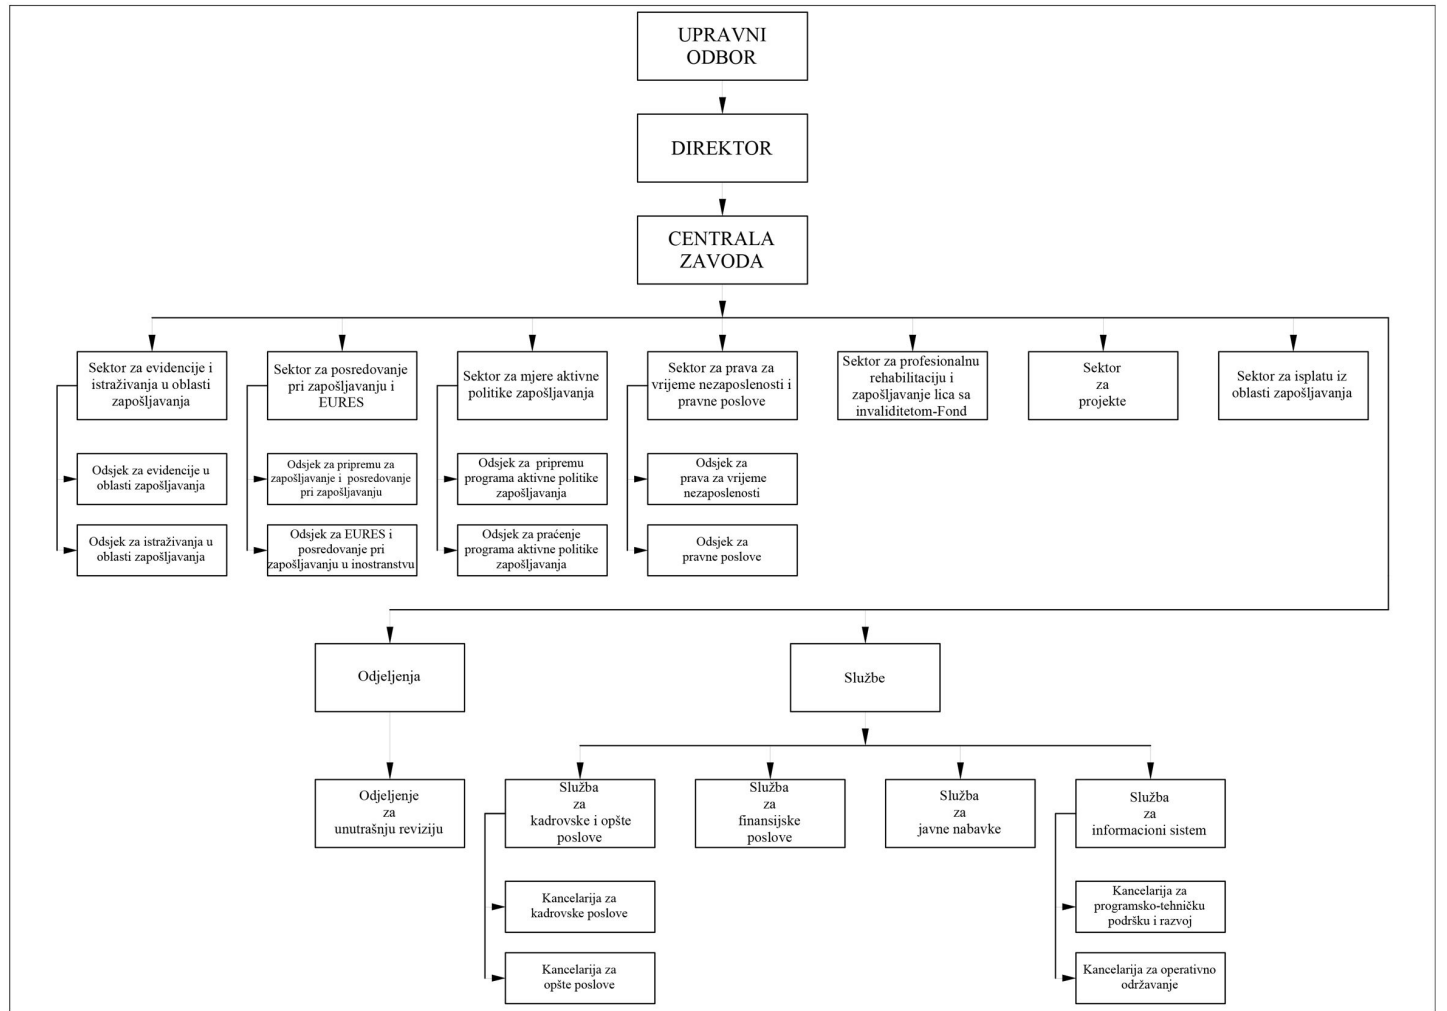 UPRAVNI
ODBOR
DIREKTOR
CENTRALA
ZAVODA
Sektor za evidencije i
istraživanja u oblasti
zapošljavanja
Sektor za posredovanje
pri zapošljavanju i
EURES
Sektor za mjere aktivne
politike zapošljavanja
Sektor za prava za
vrijeme nezaposlenosti i
pravne poslove
Sektor za profesionalnu
rehabilitaciju i
zapošljavanje lica sa
invaliditetom-Fond
Sektor
za
projekte
Sektor za isplatu iz
oblasti zapošljavanja
Odsjek za evidencije u
oblasti zapošljavanja
Odsjek za pripremu za
zapošljavanje i posredovanje
pri zapošljavanju
Odsjek za pripremu
programa aktivne politike
zapošljavanja
Odsjek za
prava za vrijeme
nezaposlenosti
Odsjek za istraživanja u
oblasti zapošljavanja
Odsjek za EURES i
posredovanje pri
zapošljavanju u inostranstvu
Odsjek za praćenje
programa aktivne politike
zapošljavanja
Odsjek za
pravne poslove
Odjeljenja
Službe
Odjeljenje
za
unutrašnju reviziju
Služba
za
kadrovske i opšte
poslove
Služba
za
finansijske
poslove
Služba
za
javne nabavke
Služba
za
informacioni sistem
Kancelarija za
kadrovske poslove
Kancelarija za
programsko-tehničku
podršku i razvoj
Kancelarija za
opšte poslove
Kancelarija za operativno
održavanje